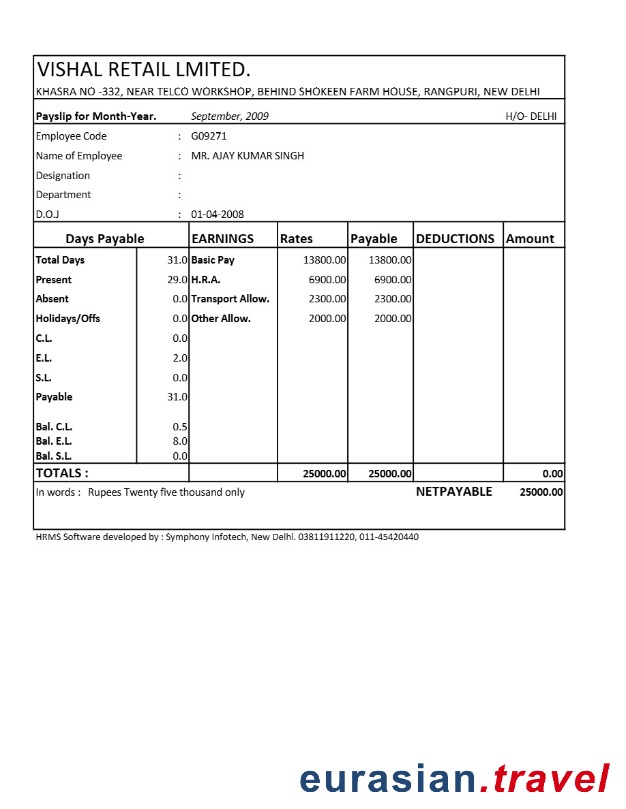 VISHAL RETAIL LMITED.
KHASRA NO -332, NEAR TELCO WORKSHOP, BEHIND SHOKEEN FARM HOUSE, RANGPURI, NEW DELHI
Payslip for Month-Year. September, 2009 H/O- DELHI
Employee Code : G09271
Name of Employee : MR. AJAY KUMAR SINGH
Designation :
Department :
D.O.J : 01-04-2008
Days Payable EARNINGS Rates Payable DEDUCTIONS Amount
Total Days 31.0 Basic Pay 13800.00 13800.00
Present 29.0 H.R.A. 6900.00 6900.00
Absent 0.0 Transport Allow. 2300.00 2300.00
Holidays/Offs 0.0 Other Allow. 2000.00 2000.00
C.L. 0.0
E.L. 2.0
S.L. 0.0
Payable 31.0
Bal. C.L. 0.5
Bal. E.L. 8.0
Bal. S.L. 0.0
TOTALS : 25000.00 25000.00 0.00
In words : Rupees Twenty five thousand only NETPAYABLE 25000.00
HRMS Software developed by : Symphony Infotech, New Delhi. 03811911220, 011-45420440
eurasian.travel